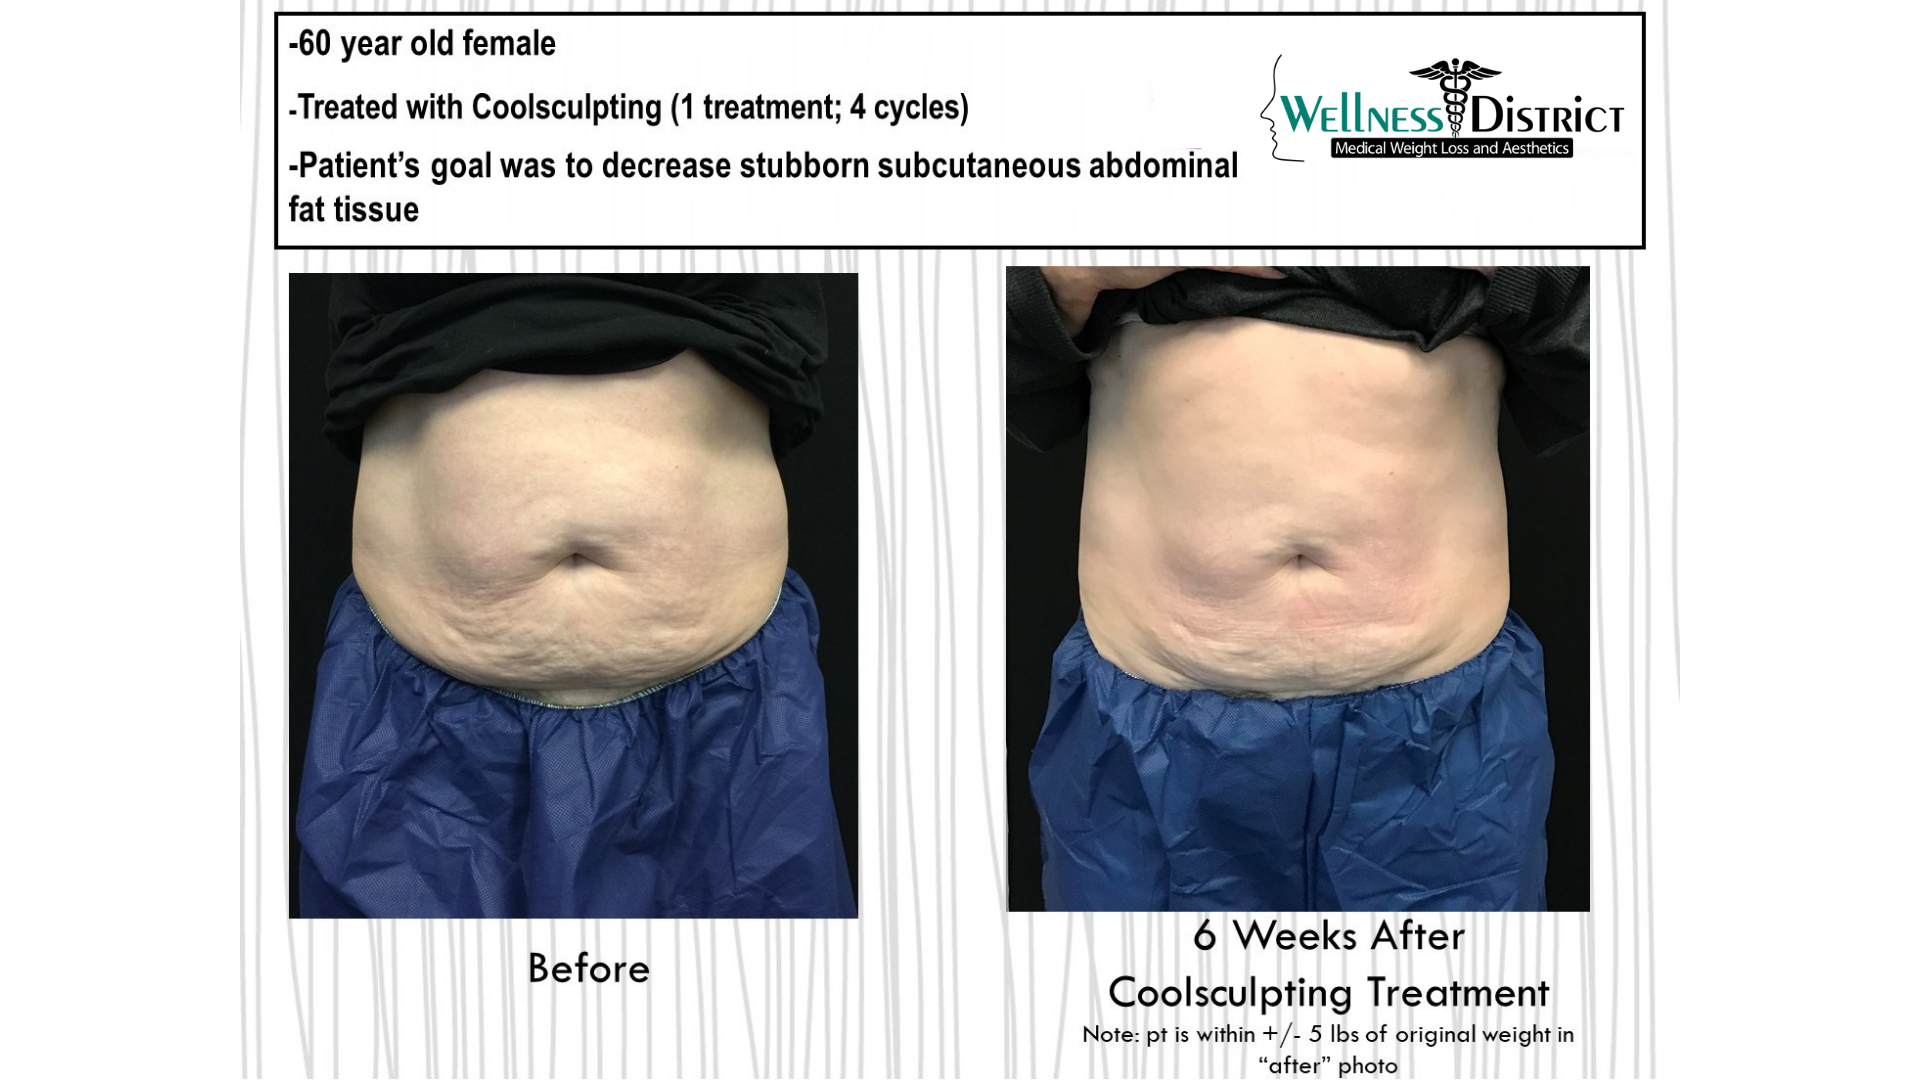 -60 year old female
-Treated with Coolsculpting (1 treatment; 4 cycles)
-Patient’s goal was to decrease stubborn subcutaneous abdominal
fat tissue
WELLNESS DISTRICT
Medical Weight Loss and Aesthetics
Before
6 Weeks After
Coolsculpting Treatment
Note: pt is within +/- 5 lbs of original weight in
“after” photo